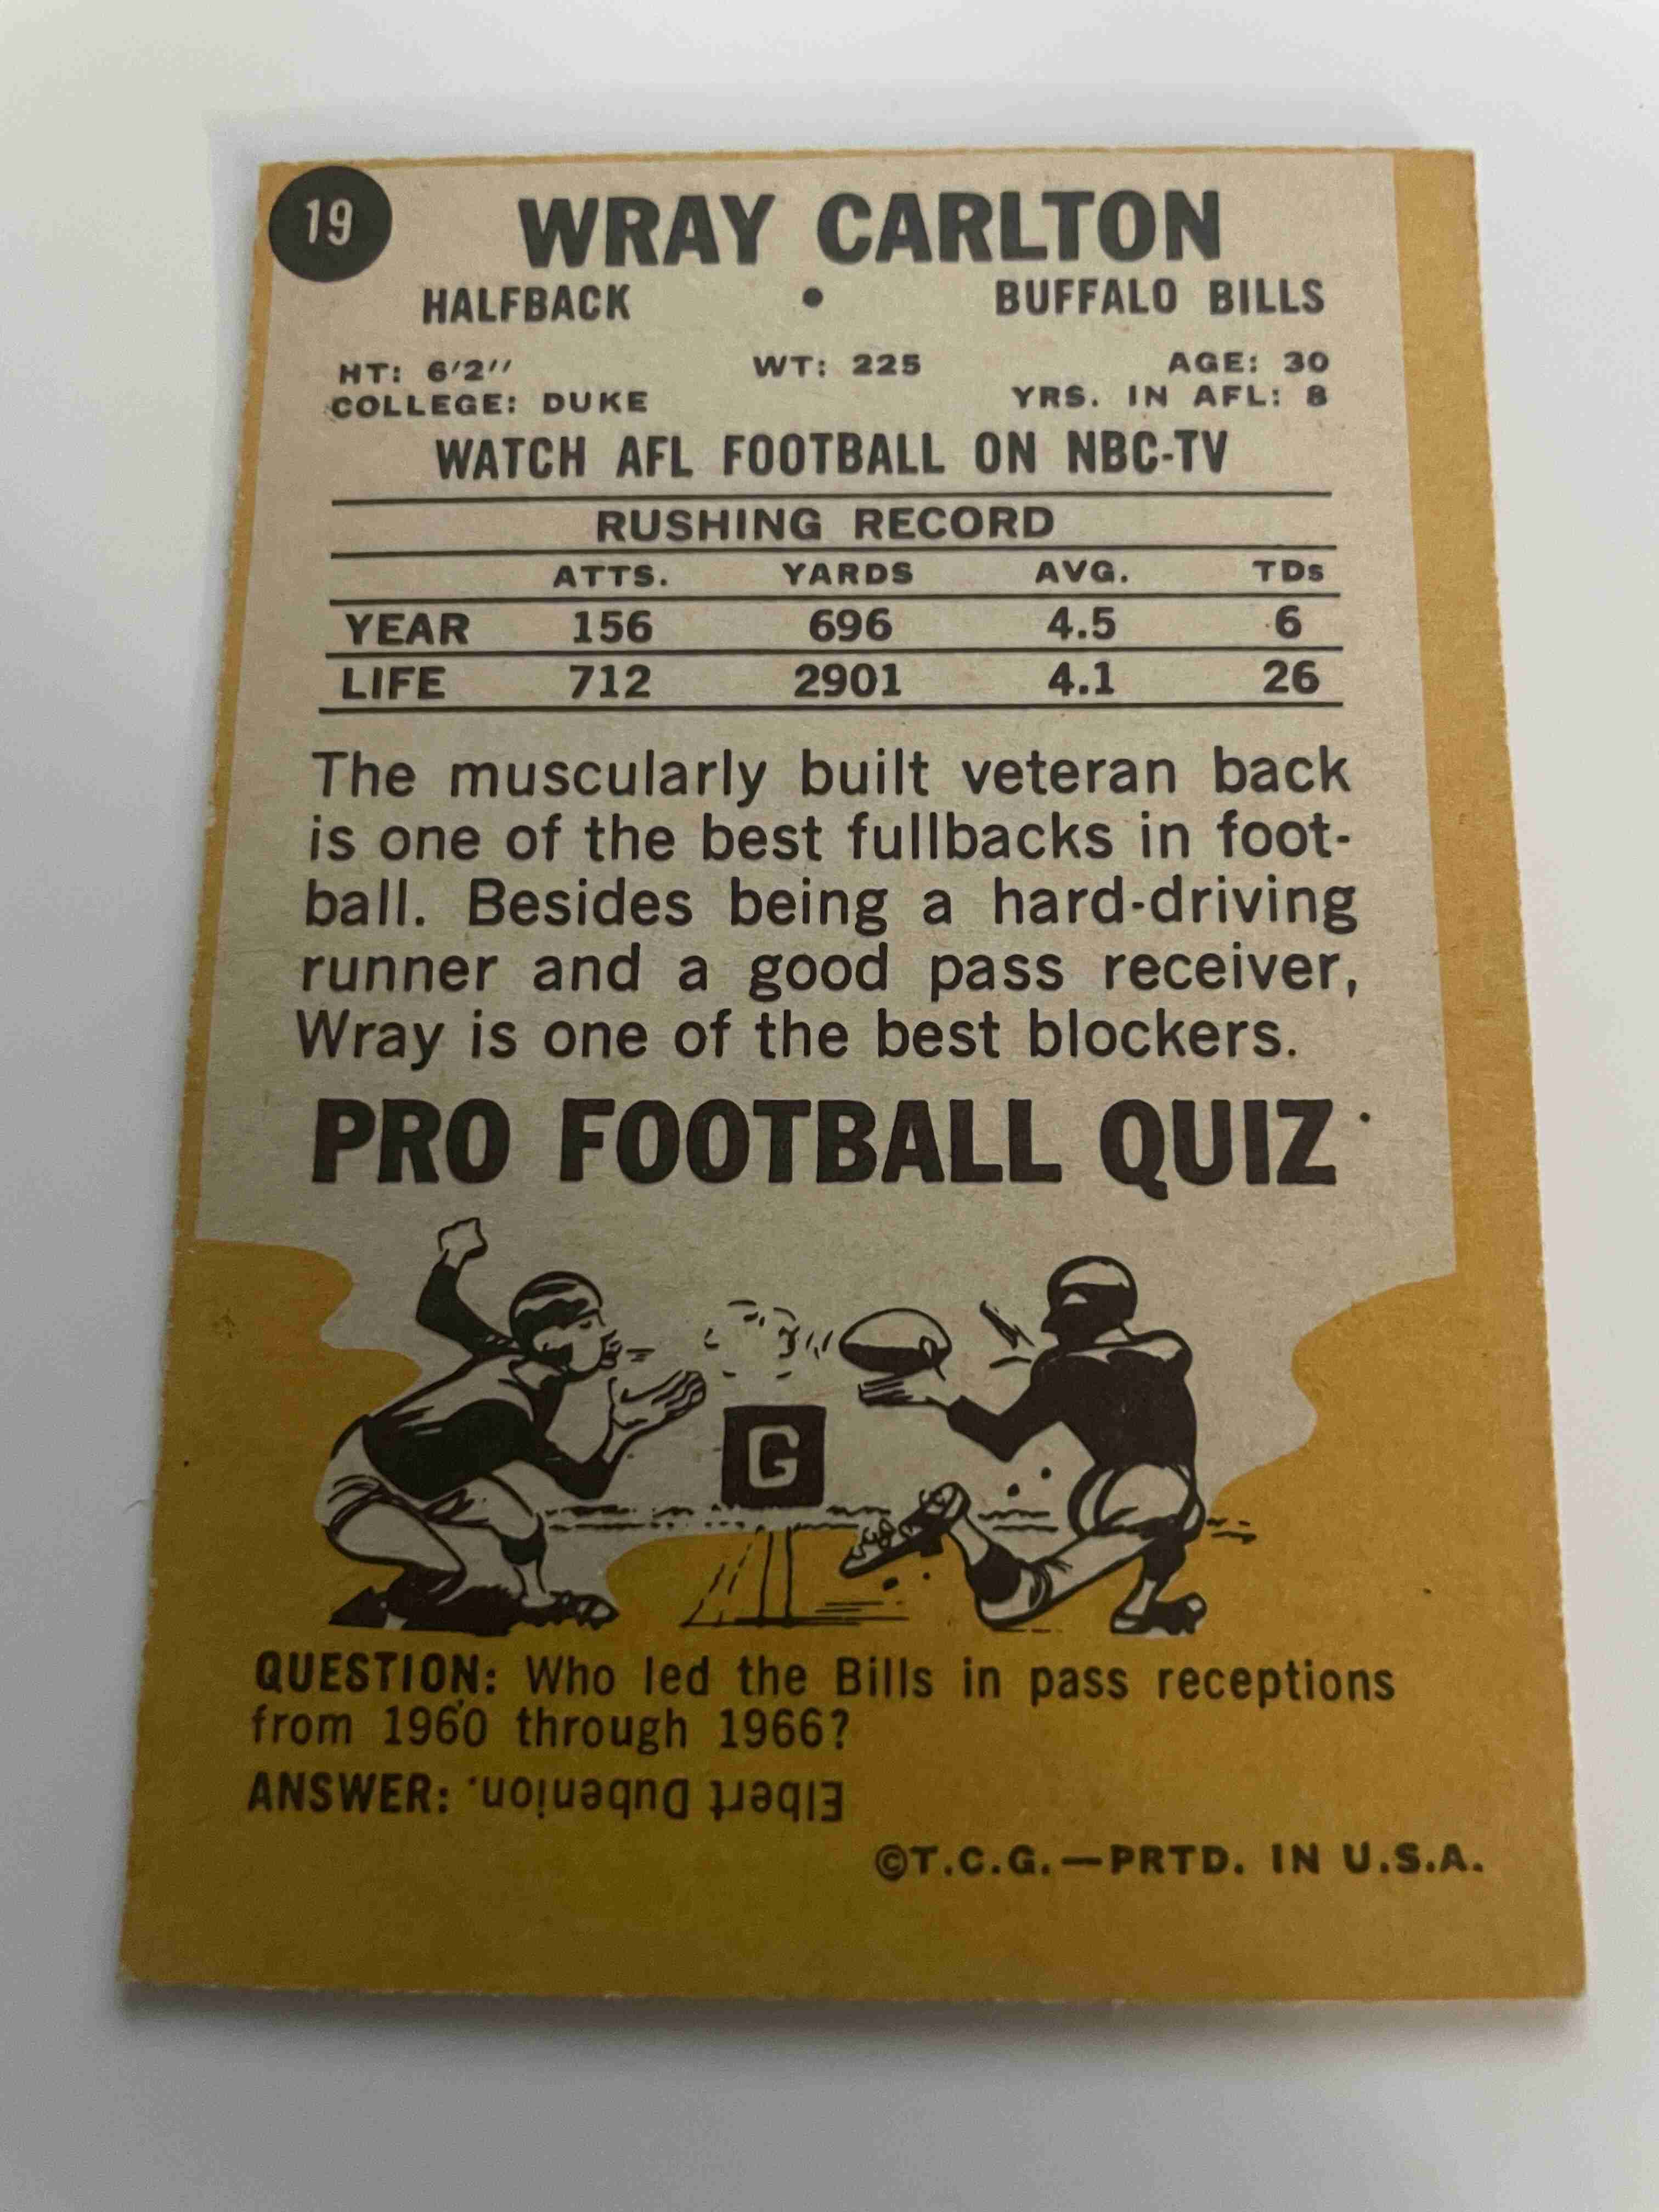 19
WRAY CARLTON
HALFBACK • BUFFALO BILLS
HT: 6'2'' WT: 225 AGE: 30
COLLEGE: DUKE YRS. IN AFL: 8
WATCH AFL FOOTBALL ON NBC-TV
RUSHING RECORD
ATTS. YARDS AVG. TDs
YEAR 156 696 4.5 6
LIFE 712 2901 4.1 26
The muscularly built veteran back
is one of the best fullbacks in foot-
ball. Besides being a hard-driving
runner and a good pass receiver,
Wray is one of the best blockers.
PRO FOOTBALL QUIZ
G
QUESTION: Who led the Bills in pass receptions
from 1960 through 1966?
ANSWER: Elbert Dubenion.
©T.C.G.—PRTD. IN U.S.A.